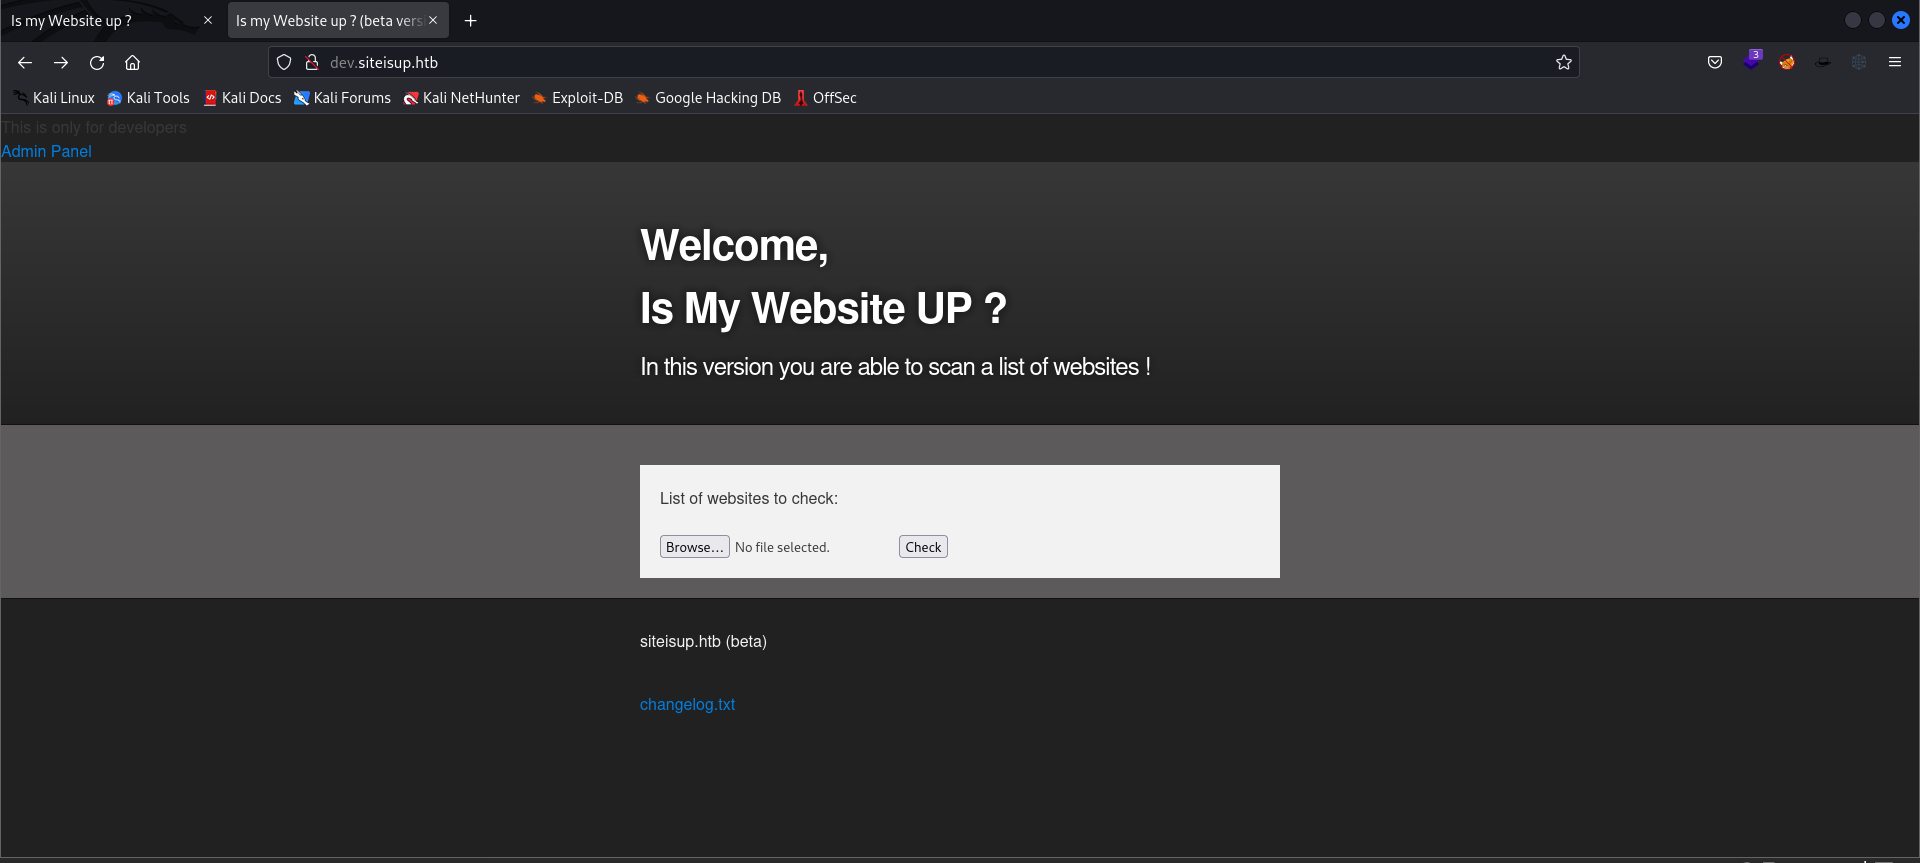 Is my Website up ?
Is my Website up ? (beta vers
dev.siteisup.htb
3
Kali Linux Kali Tools Kali Docs Kali Forums Kali NetHunter Exploit-DB Google Hacking DB OffSec
This is only for developers
Admin Panel
Welcome,
Is My Website UP ?
In this version you are able to scan a list of websites !
List of websites to check:
Browse... No file selected. Check
siteisup.htb (beta)
changelog.txt